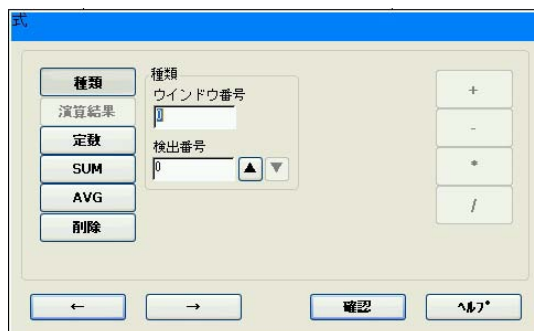 式
種類
演算結果
定数
SUM
AVG
削除
種類
ウインドウ番号
0
検出番号
0
▲ ▼
+
-
*
/
←
→
確認
ﾍﾙﾌﾟ